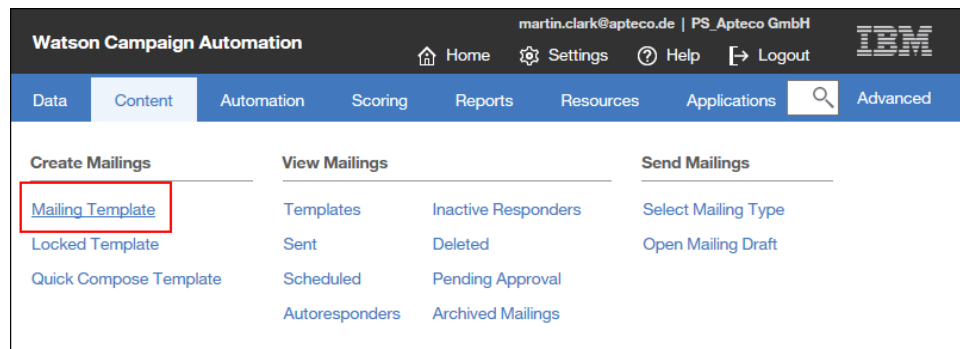 martin.clark@apteco.de | PS_Apteco GmbH
Watson Campaign Automation
Home Settings Help Logout
IBM
Data Content Automation Scoring Reports Resources Applications Advanced
Create Mailings View Mailings Send Mailings
Mailing Template Templates Inactive Responders Select Mailing Type
Locked Template Sent Deleted Open Mailing Draft
Quick Compose Template Scheduled Pending Approval
Autoresponders Archived Mailings